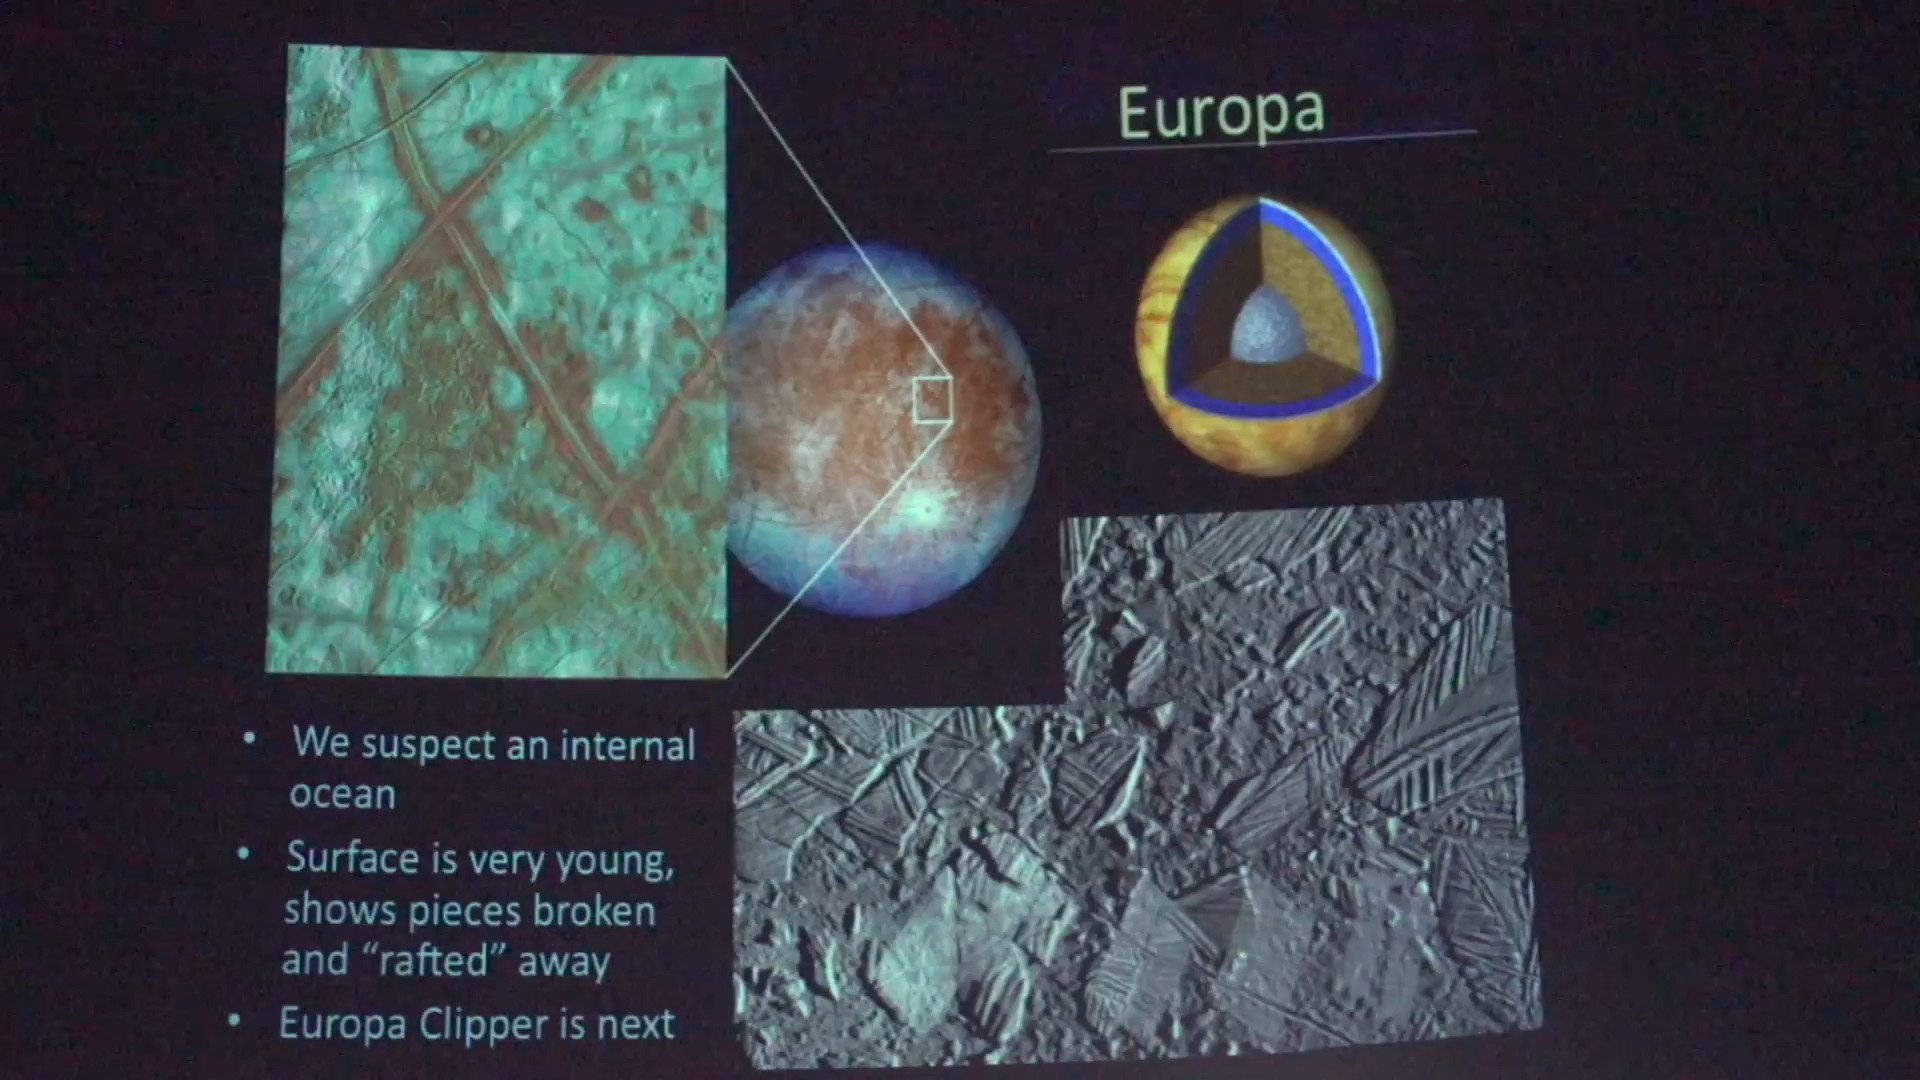 Europa
• We suspect an internal
ocean
• Surface is very young,
shows pieces broken
and “rafted” away
• Europa Clipper is next